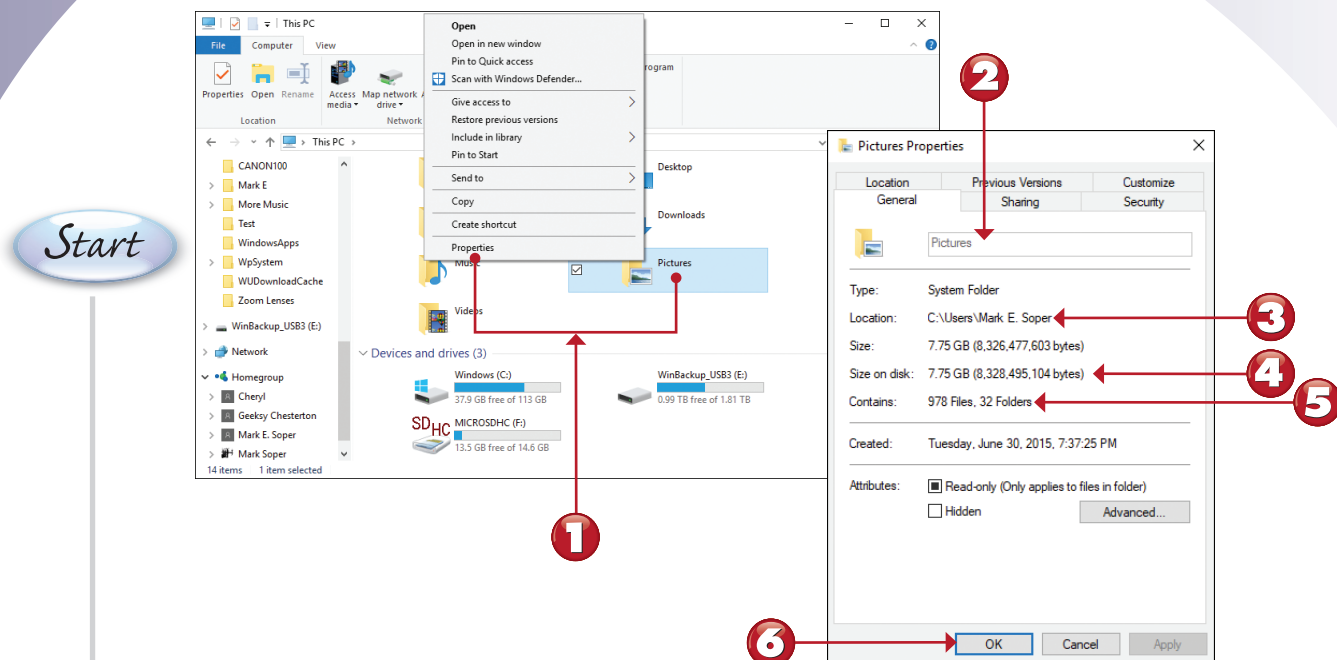 This PC
File Computer View
Properties Open Rename Access media Map network drive
rogram
Location Network
This PC
CANON100
Mark E
More Music
Test
WindowsApps
WpSystem
WUDownloadCache
Zoom Lenses
WinBackup_USB3 (E:)
Network
Homegroup
Cheryl
Geeksy Chesterton
Mark E. Soper
Mark Soper
14 items 1 item selected
Open
Open in new window
Pin to Quick access
Scan with Windows Defender...
Give access to
Restore previous versions
Include in library
Pin to Start
Send to
Copy
Create shortcut
Properties
Desktop
Downloads
Music
Pictures
Videos
Devices and drives (3)
Windows (C:)
37.9 GB free of 113 GB
WinBackup_USB3 (E:)
0.99 TB free of 1.81 TB
SDHC MICROSDHC (F:)
13.5 GB free of 14.6 GB
Start
1
2
Pictures Properties
Location Previous Versions Customize
General Sharing Security
Pictures
Type: System Folder
Location: C:\Users\Mark E. Soper
3
Size: 7.75 GB (8,326,477,603 bytes)
Size on disk: 7.75 GB (8,328,495,104 bytes)
4
Contains: 978 Files, 32 Folders
5
Created: Tuesday, June 30, 2015, 7:37:25 PM
Attributes: Read-only (Only applies to files in folder)
Hidden Advanced...
6
OK Cancel Apply